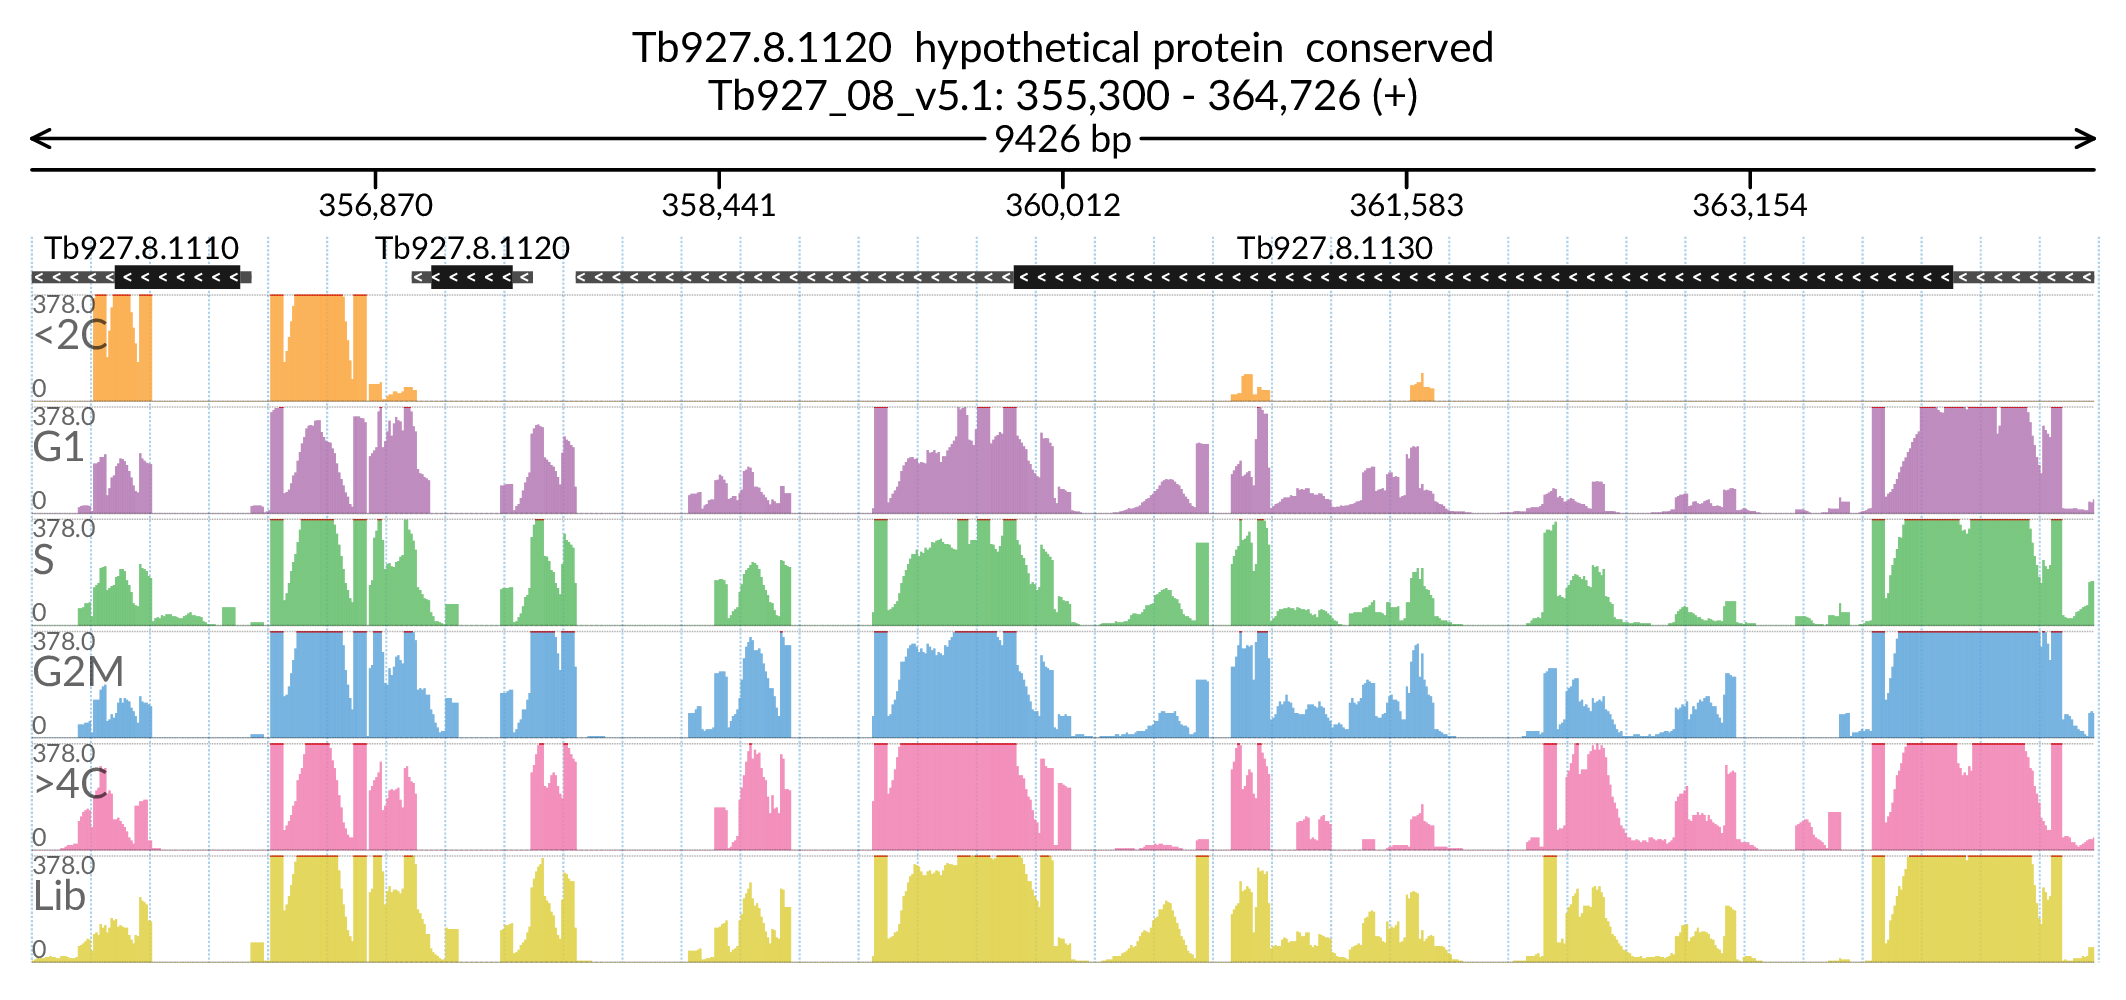 Tb927.8.1120  hypothetical protein  conserved
Tb927_08_v5.1: 355,300 - 364,726 (+)
9426 bp
356,870 358,441 360,012 361,583 363,154
Tb927.8.1110 Tb927.8.1120 Tb927.8.1130
378.0
<2C
0
378.0
G1
0
378.0
S
0
378.0
G2M
0
378.0
>4C
0
378.0
Lib
0